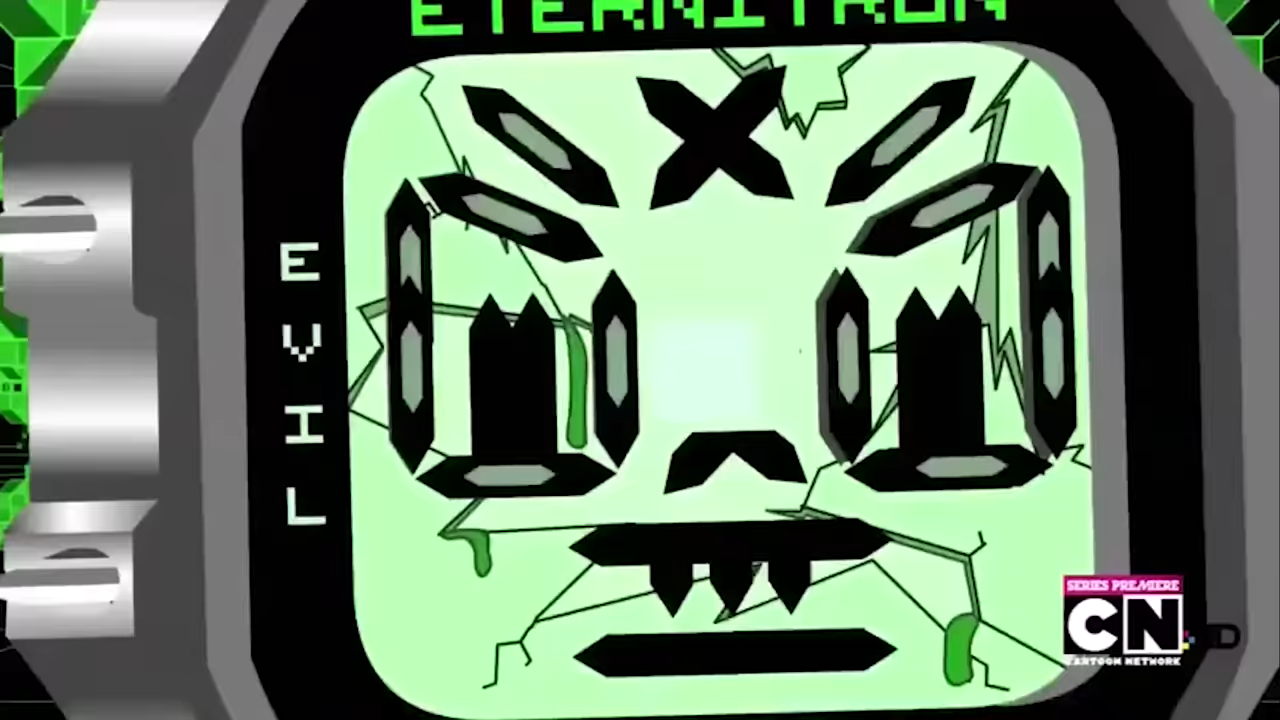 ETERNITRON
EVIL
SERIES PREMIERE
CN
CARTOON NETWORK